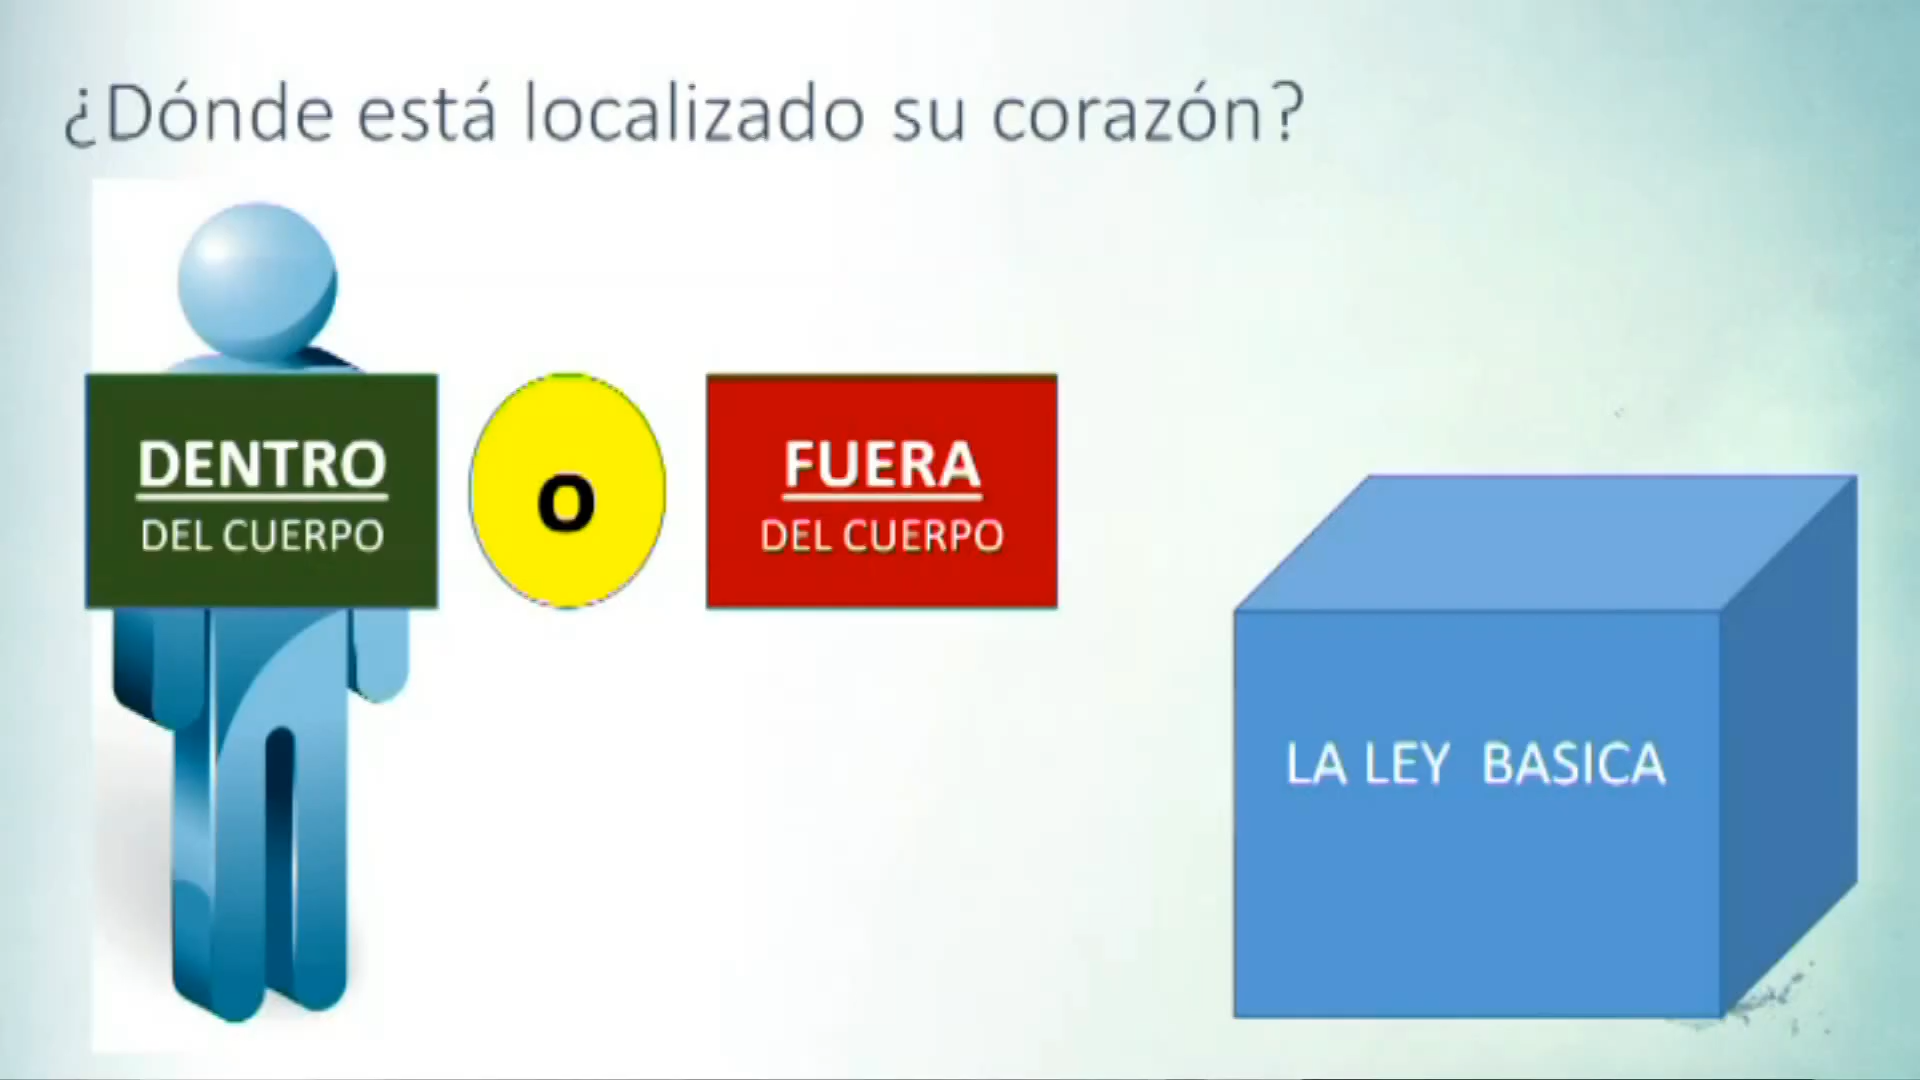 ¿Dónde está localizado su corazón?
DENTRO
DEL CUERPO
o
FUERA
DEL CUERPO
LA LEY BASICA